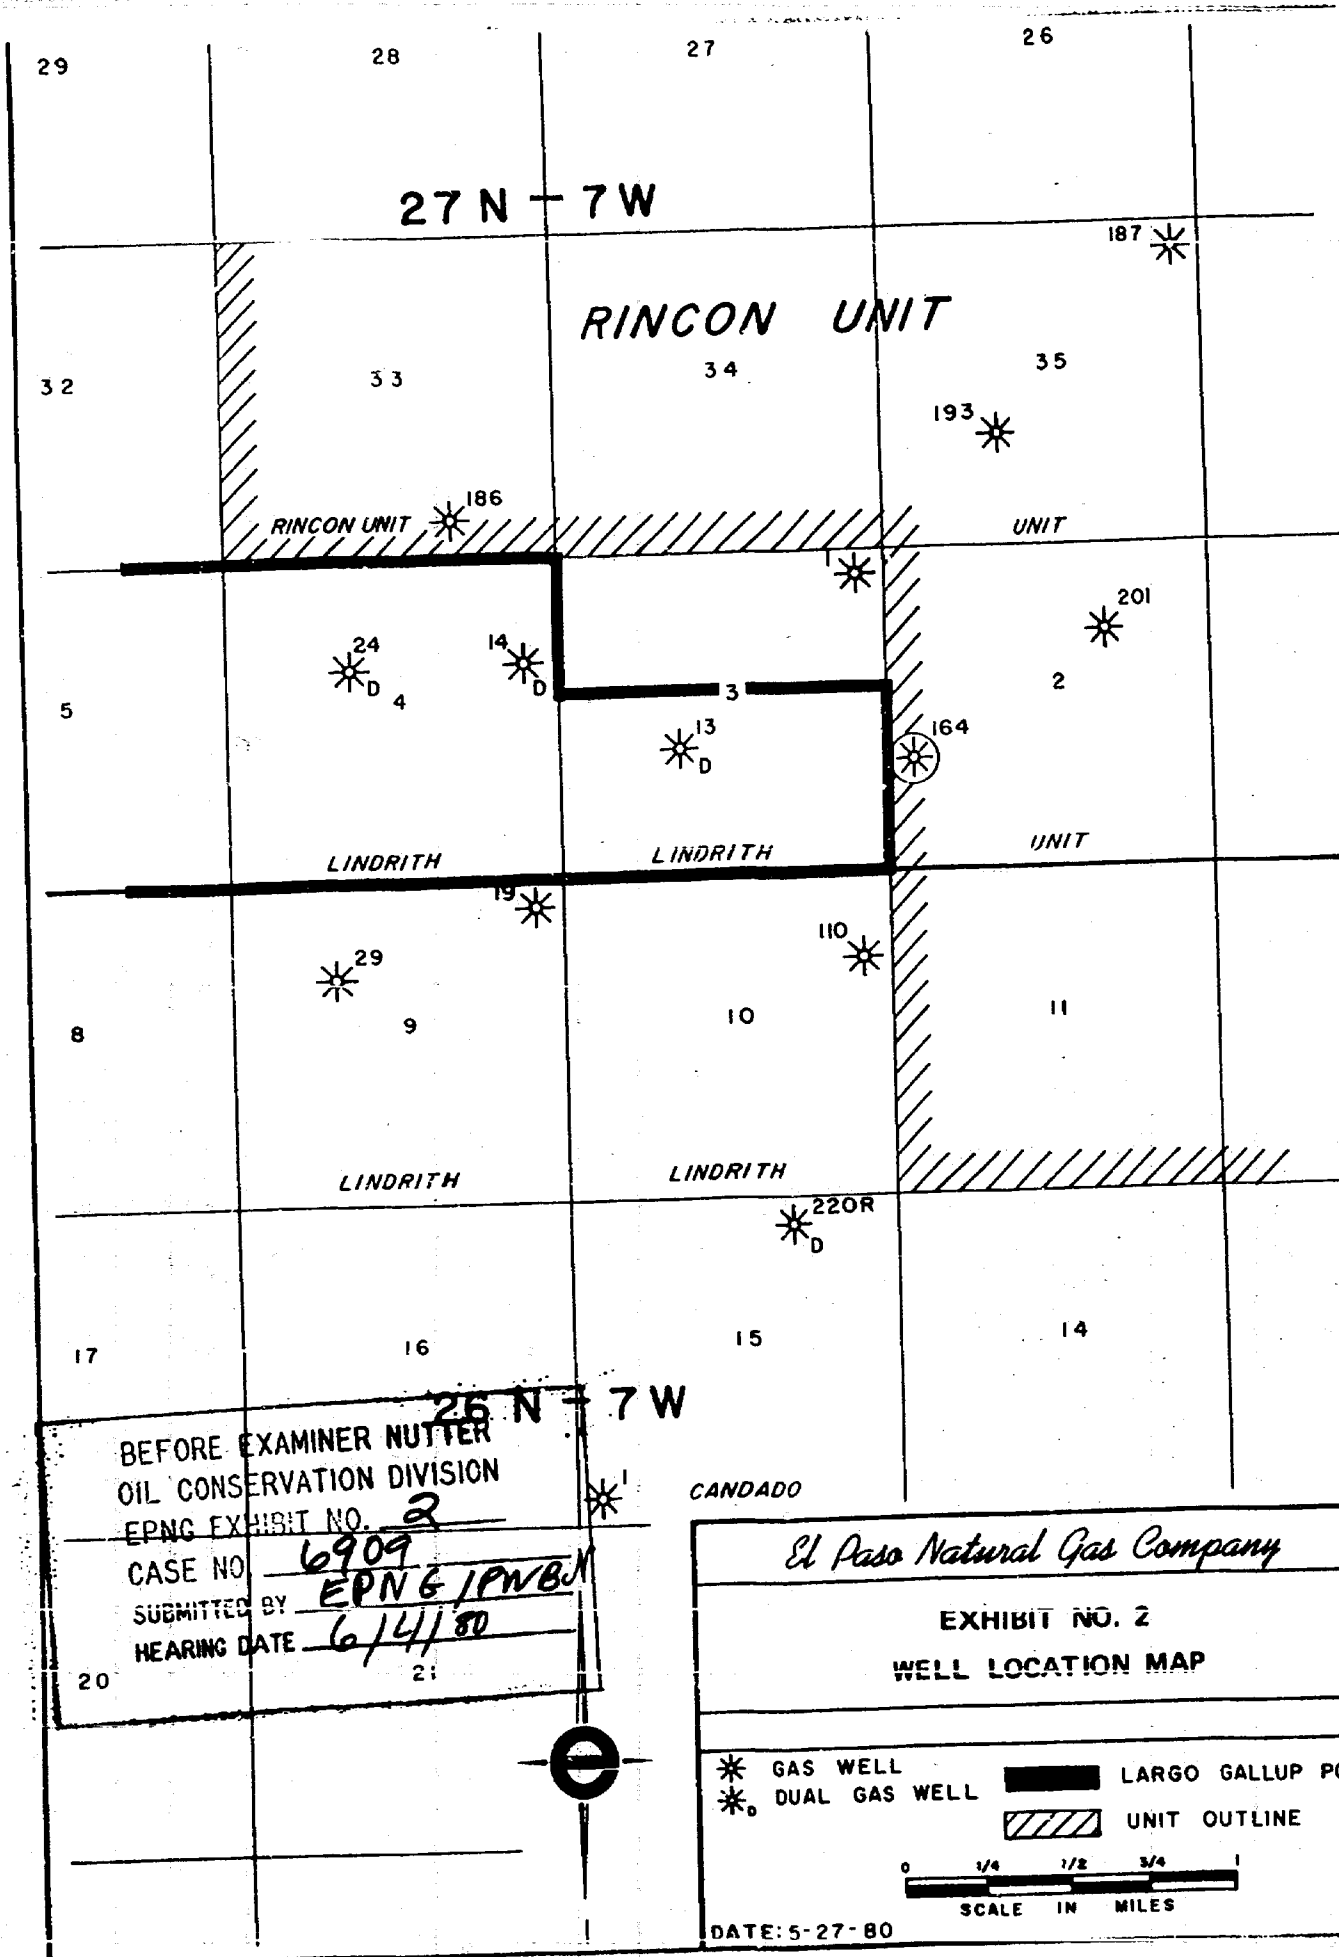 29 28 27 26
27 N - 7 W
187
RINCON UNIT
32 33 34 35
193
186
RINCON UNIT UNIT
1
201
24 14
D D
5 4 3 2
13
D
164
LINDRITH LINDRITH UNIT
19
110
29
8 9 10 11
LINDRITH LINDRITH
220R
D
17 16 15 14
26 N - 7 W
BEFORE EXAMINER NUTTER
OIL CONSERVATION DIVISION
EPNG EXHIBIT NO. 2
CASE NO. 6909
SUBMITTED BY EPNG / PNBN
HEARING DATE 6/4/80
20 21
1
CANDADO
El Paso Natural Gas Company
EXHIBIT NO. 2
WELL LOCATION MAP
GAS WELL
D DUAL GAS WELL
LARGO GALLUP PO
UNIT OUTLINE
0 1/4 1/2 3/4 1
SCALE IN MILES
DATE: 5-27-80